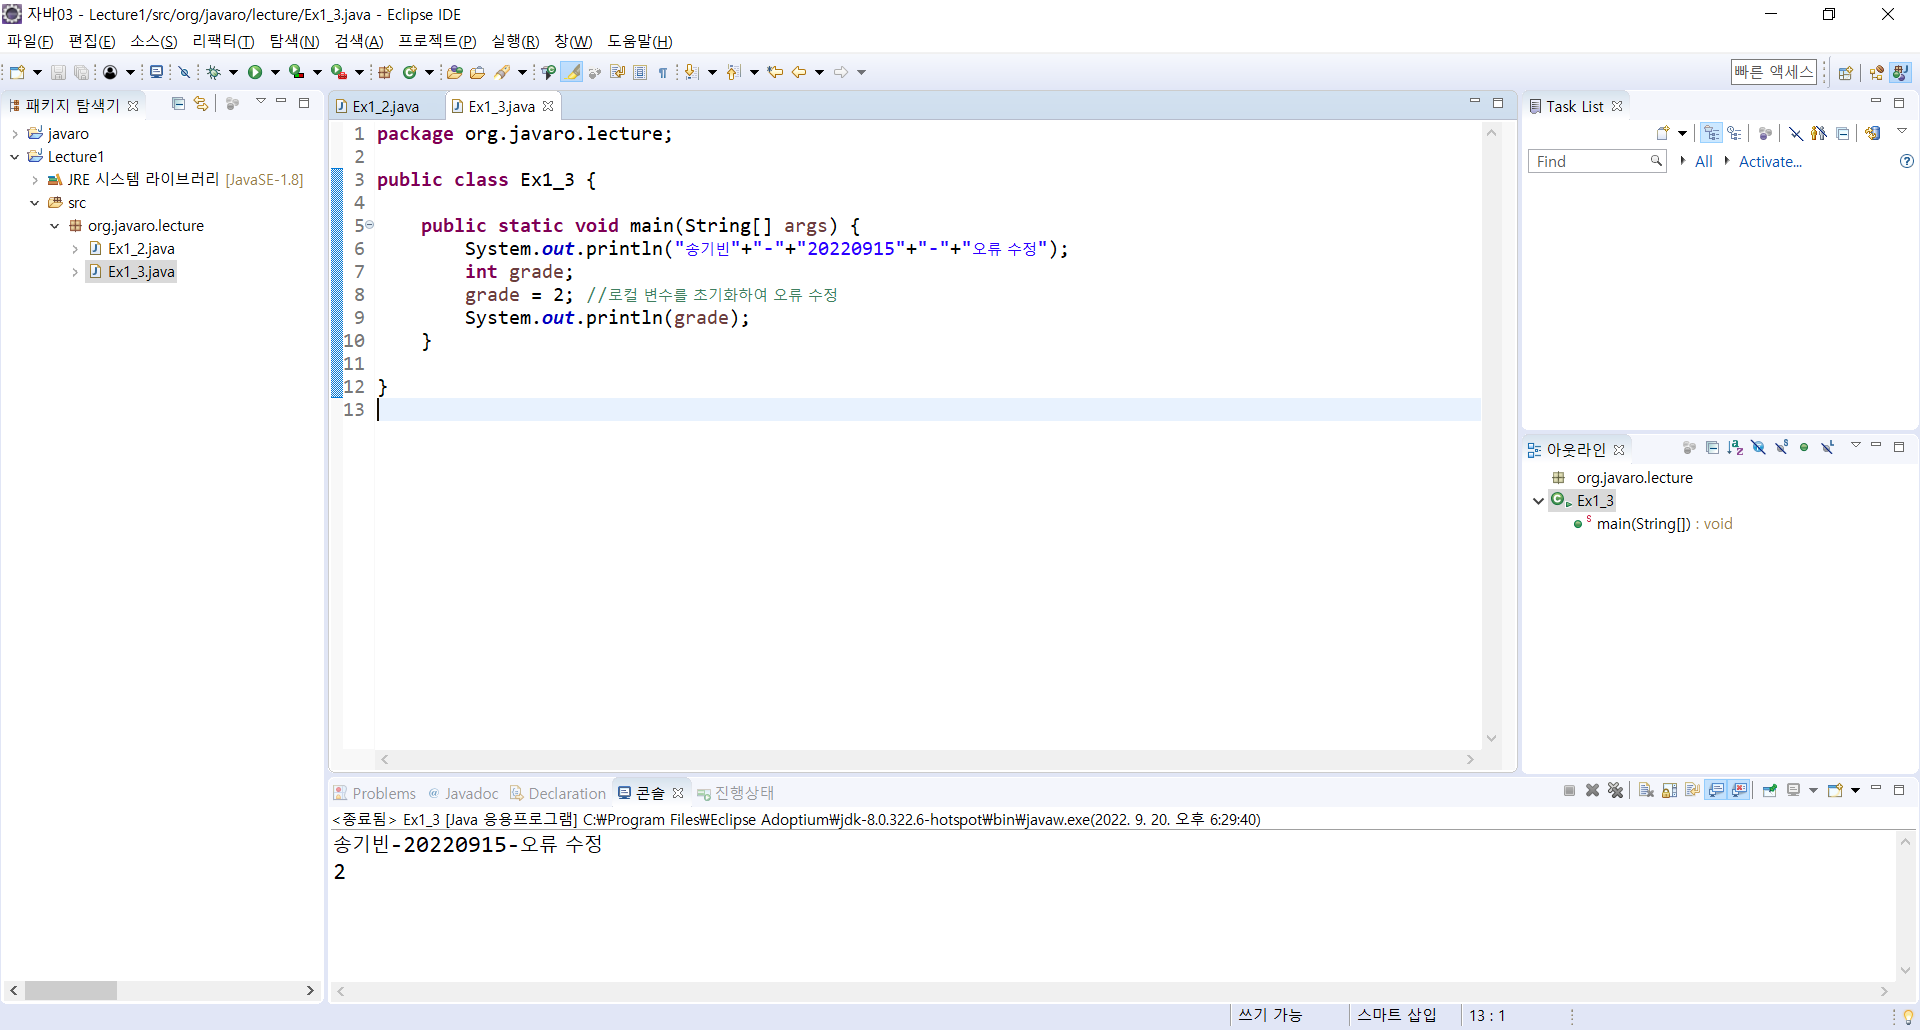 자바03 - Lecture1/src/org/javaro/lecture/Ex1_3.java - Eclipse IDE
파일(F) 편집(E) 소스(S) 리팩터(T) 탐색(N) 검색(A) 프로젝트(P) 실행(R) 창(W) 도움말(H)
빠른 액세스
패키지 탐색기
javaro
Lecture1
JRE 시스템 라이브러리 [JavaSE-1.8]
src
org.javaro.lecture
Ex1_2.java
Ex1_3.java
Ex1_2.java Ex1_3.java
1 package org.javaro.lecture;
2
3 public class Ex1_3 {
4
5 public static void main(String[] args) {
6 System.out.println("송기빈"+"-"+"20220915"+"-"+"오류 수정");
7 int grade;
8 grade = 2; //로컬 변수를 초기화하여 오류 수정
9 System.out.println(grade);
10 }
11
12 }
13
Task List
Find All Activate...
아웃라인
org.javaro.lecture
Ex1_3
main(String[]) : void
Problems @ Javadoc Declaration 콘솔 진행상태
<종료됨> Ex1_3 [Java 응용프로그램] C:₩Program Files₩Eclipse Adoptium₩jdk-8.0.322.6-hotspot₩bin₩javaw.exe(2022. 9. 20. 오후 6:29:40)
송기빈-20220915-오류 수정
2
쓰기 가능 스마트 삽입 13 : 1